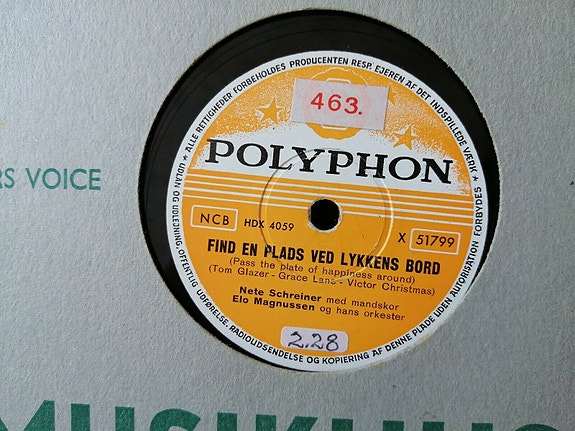 ALLE RETTIGHEDER FORBEHOLDES PRODUCENTEN RESP. EJEREN AF DET INDSPILLEDE VÆRK ★ UDLAN OG UDLEJNING, OFFENTLIG UDFØRELSE, RADIOUDSENDELSE OG KOPIERING AF DENNE PLADE UDEN AUTORISATION FORBYDES ★
463.
POLYPHON
RS VOICE
NCB HDK 4059 X 51799
FIND EN PLADS VED LYKKENS BORD
(Pass the plate of happiness around)
(Tom Glazer - Grace Lane - Victor Christmas)
Nete Schreiner med mandskor
Elo Magnussen og hans orkester
2.28